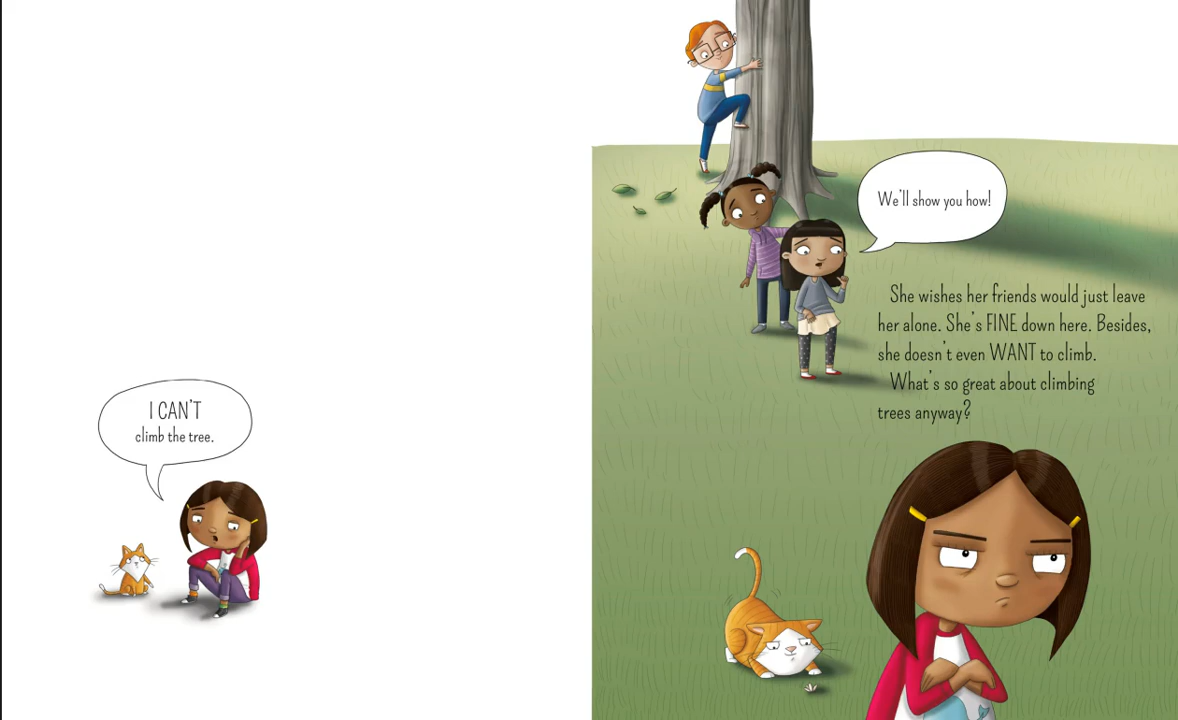 I CAN'T
climb the tree.
We'll show you how!
She wishes her friends would just leave
her alone. She's FINE down here. Besides,
she doesn't even WANT to climb.
What's so great about climbing
trees anyway?